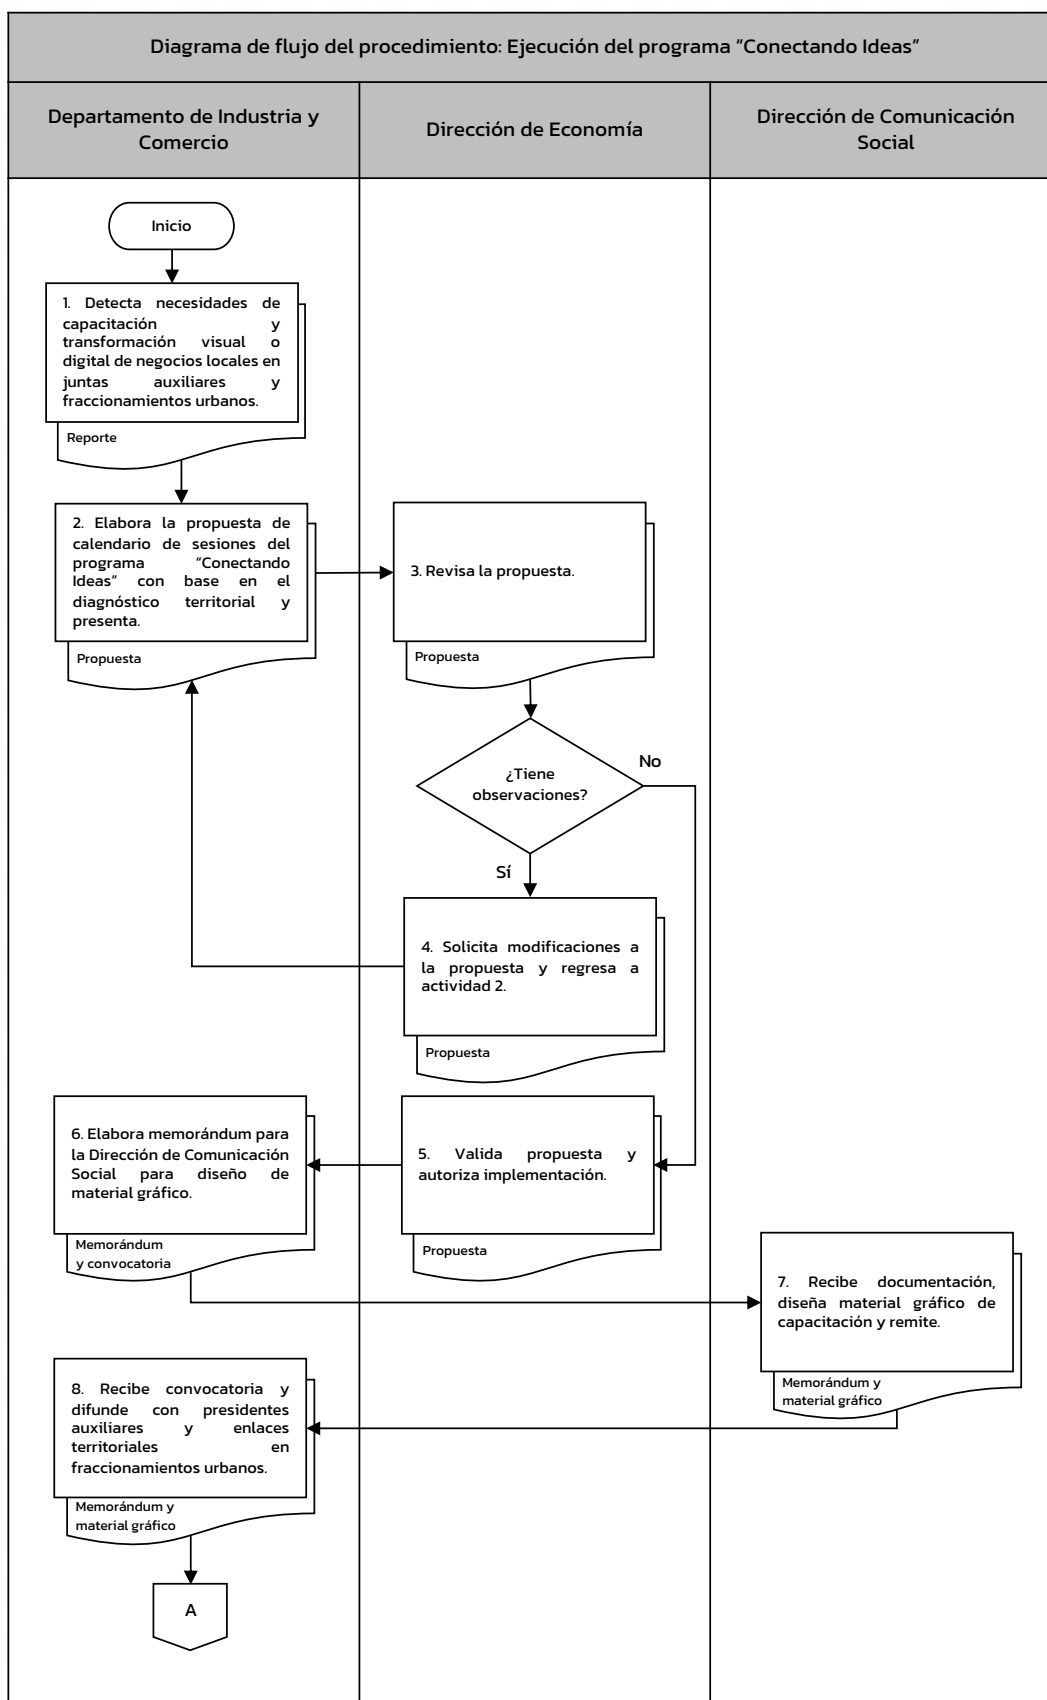 Diagrama de flujo del procedimiento: Ejecución del programa “Conectando Ideas”
Departamento de Industria y
Comercio
Dirección de Economía
Dirección de Comunicación
Social
Inicio
1. Detecta necesidades de
capacitación y
transformación visual o
digital de negocios locales en
juntas auxiliares y
fraccionamientos urbanos.
Reporte
2. Elabora la propuesta de
calendario de sesiones del
programa “Conectando
Ideas” con base en el
diagnóstico territorial y
presenta.
Propuesta
3. Revisa la propuesta.
Propuesta
¿Tiene
observaciones?
No
Sí
4. Solicita modificaciones a
la propuesta y regresa a
actividad 2.
Propuesta
5. Valida propuesta y
autoriza implementación.
Propuesta
6. Elabora memorándum para
la Dirección de Comunicación
Social para diseño de
material gráfico.
Memorándum
y convocatoria
7. Recibe documentación,
diseña material gráfico de
capacitación y remite.
Memorándum y
material gráfico
8. Recibe convocatoria y
difunde con presidentes
auxiliares y enlaces
territoriales en
fraccionamientos urbanos.
Memorándum y
material gráfico
A